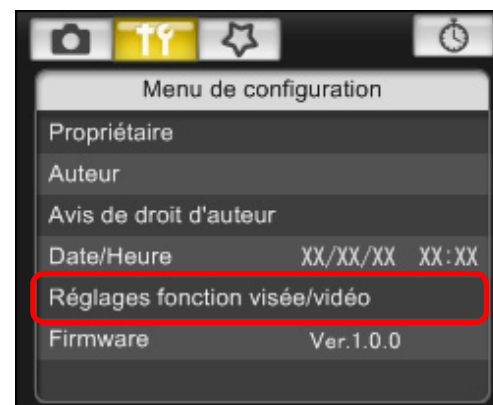 Menu de configuration
Propriétaire
Auteur
Avis de droit d'auteur
Date/Heure XX/XX/XX XX:XX
Réglages fonction visée/vidéo
Firmware Ver.1.0.0